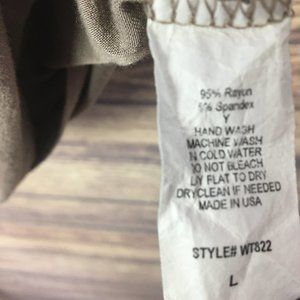 95% Rayon
5% Spandex
Y
HAND WASH
MACHINE WASH
IN COLD WATER
DO NOT BLEACH
LAY FLAT TO DRY
DRYCLEAN IF NEEDED
MADE IN USA
STYLE# WT822
L